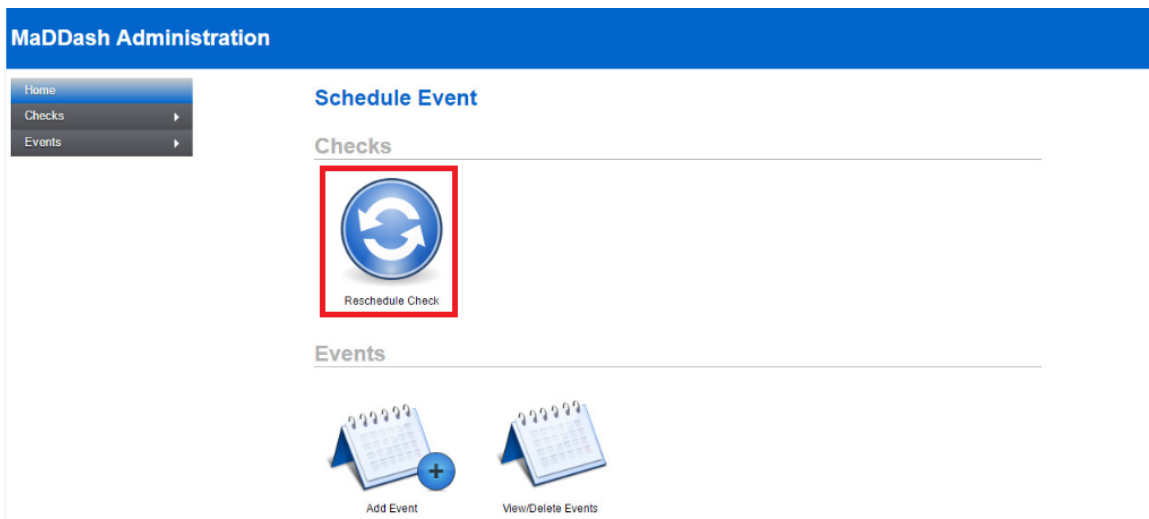 MaDDash Administration
Home
Checks
Events
Schedule Event
Checks
Reschedule Check
Events
Add Event
View/Delete Events